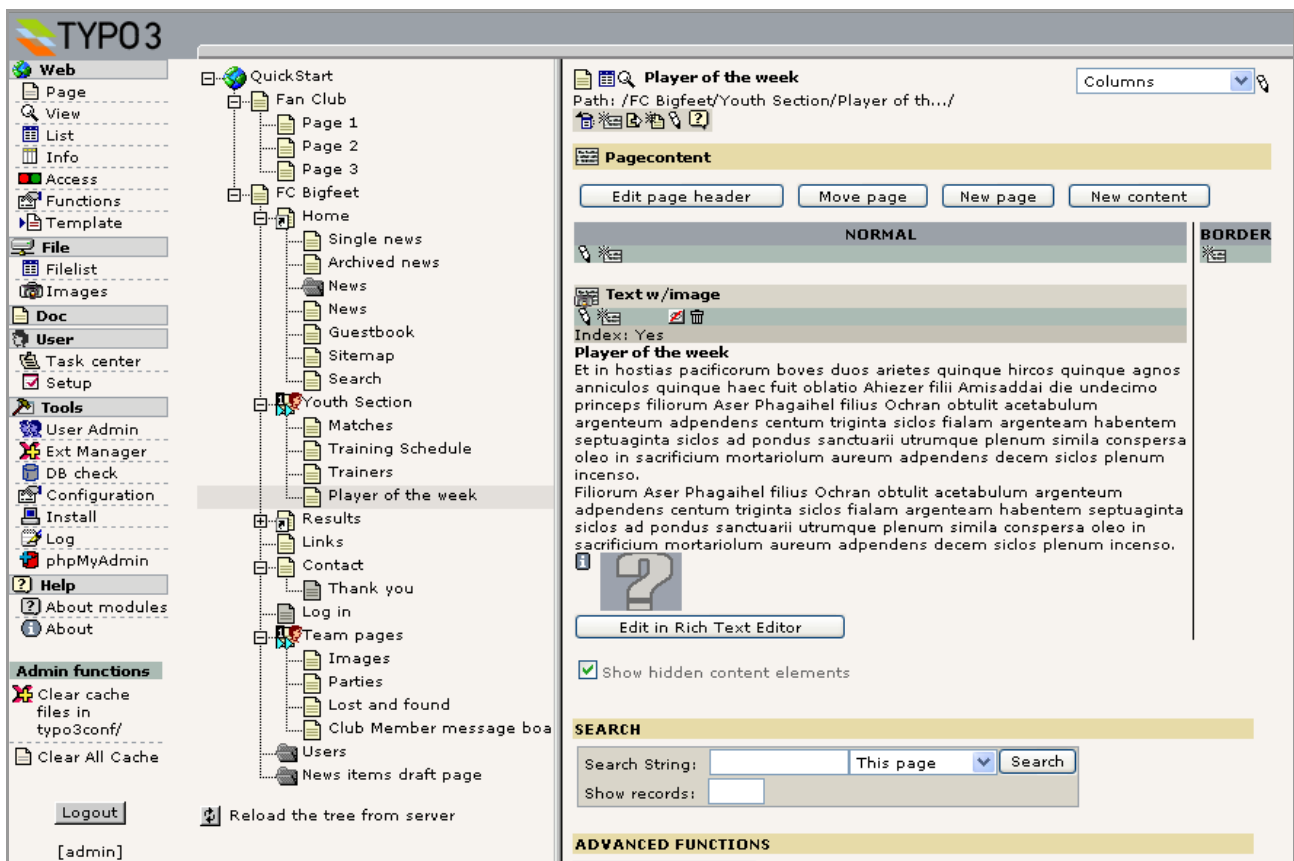 TYPO3
Web
Page
View
List
Info
Access
Functions
Template
File
Filelist
Images
Doc
User
Task center
Setup
Tools
User Admin
Ext Manager
DB check
Configuration
Install
Log
phpMyAdmin
Help
About modules
About
Admin functions
Clear cache
files in
typo3conf/
Clear All Cache
Logout
[admin]
QuickStart
Fan Club
Page 1
Page 2
Page 3
FC Bigfeet
Home
Single news
Archived news
News
News
Guestbook
Sitemap
Search
Youth Section
Matches
Training Schedule
Trainers
Player of the week
Results
Links
Contact
Thank you
Log in
Team pages
Images
Parties
Lost and found
Club Member message boa
Users
News items draft page
Reload the tree from server
Player of the week
Columns
Path: /FC Bigfeet/Youth Section/Player of th.../
Pagecontent
Edit page header Move page New page New content
NORMAL BORDER
Text w/image
Index: Yes
Player of the week
Et in hostias pacificorum boves duos arietes quinque hircos quinque agnos
anniculos quinque haec fuit oblatio Ahiezer filii Amisaddai die undecimo
princeps filiorum Aser Phagaihel filius Ochran obtulit acetabulum
argenteum adpendens centum triginta siclos fialam argenteam habentem
septuaginta siclos ad pondus sanctuarii utrumque plenum simila conspersa
oleo in sacrificium mortariolum aureum adpendens decem siclos plenum
incenso.
Filiorum Aser Phagaihel filius Ochran obtulit acetabulum argenteum
adpendens centum triginta siclos fialam argenteam habentem septuaginta
siclos ad pondus sanctuarii utrumque plenum simila conspersa oleo in
sacrificium mortariolum aureum adpendens decem siclos plenum incenso.
?
Edit in Rich Text Editor
Show hidden content elements
SEARCH
Search String: This page Search
Show records:
ADVANCED FUNCTIONS